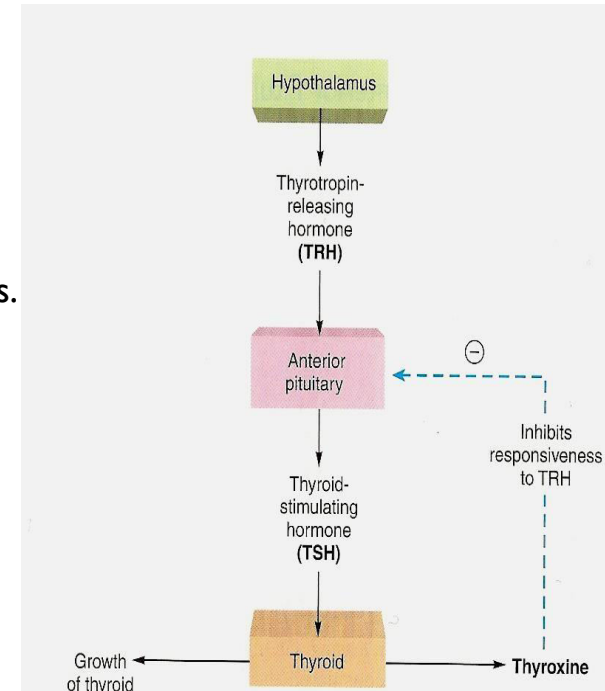 Hypothalamus
Thyrotropin-
releasing
hormone
(TRH)
s.
Anterior
pituitary
⊖
Inhibits
responsiveness
to TRH
Thyroid-
stimulating
hormone
(TSH)
Growth
of thyroid
Thyroid
Thyroxine